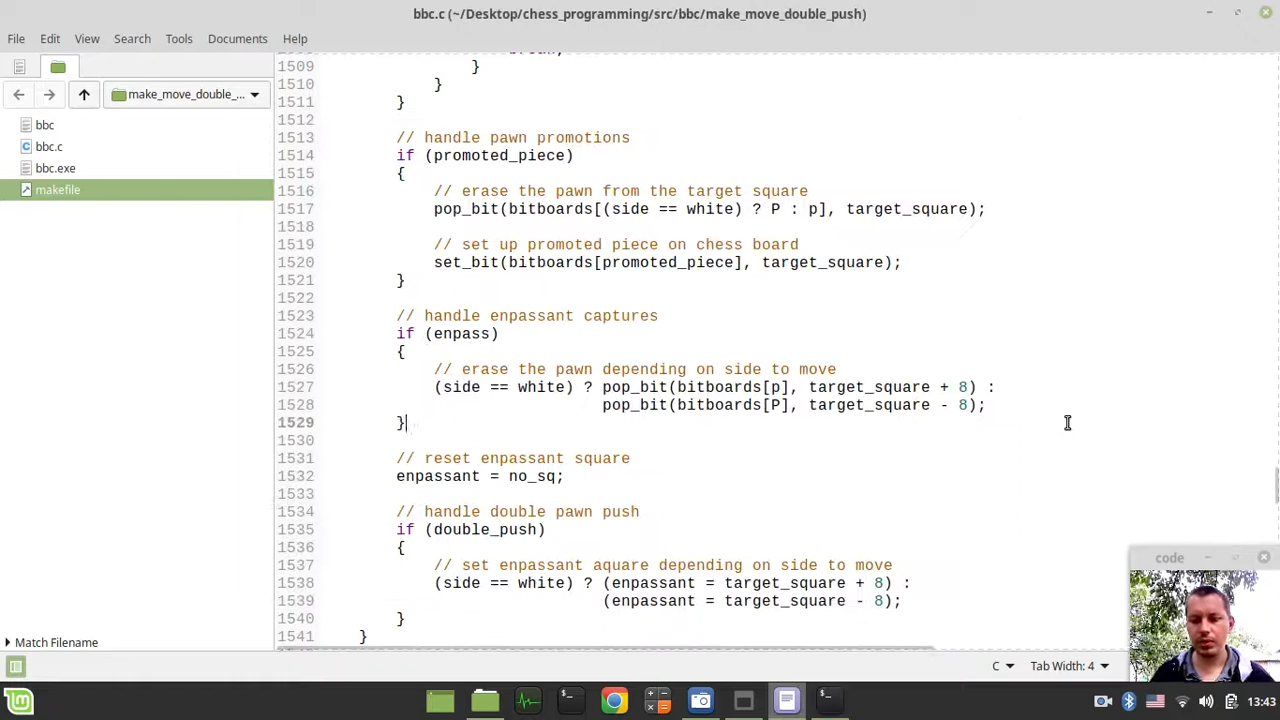 bbc.c (~/Desktop/chess_programming/src/bbc/make_move_double_push)
File Edit View Search Tools Documents Help
make_move_double_...
bbc
bbc.c
bbc.exe
makefile
1509 }
1510 }
1511 }
1512
1513 // handle pawn promotions
1514 if (promoted_piece)
1515 {
1516 // erase the pawn from the target square
1517 pop_bit(bitboards[(side == white) ? P : p], target_square);
1518
1519 // set up promoted piece on chess board
1520 set_bit(bitboards[promoted_piece], target_square);
1521 }
1522
1523 // handle enpassant captures
1524 if (enpass)
1525 {
1526 // erase the pawn depending on side to move
1527 (side == white) ? pop_bit(bitboards[p], target_square + 8) :
1528 pop_bit(bitboards[P], target_square - 8);
1529 }
1530
1531 // reset enpassant square
1532 enpassant = no_sq;
1533
1534 // handle double pawn push
1535 if (double_push)
1536 {
1537 // set enpassant aquare depending on side to move
1538 (side == white) ? (enpassant = target_square + 8) :
1539 (enpassant = target_square - 8);
1540 }
1541 }
code
Match Filename
C Tab Width: 4
13:43